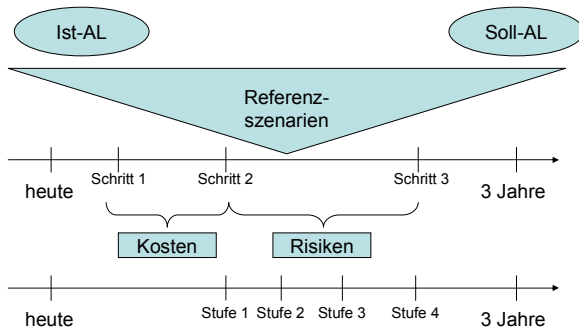 Ist-AL
Soll-AL
Referenz-
szenarien
heute
Schritt 1
Schritt 2
Schritt 3
3 Jahre
Kosten
Risiken
heute
Stufe 1
Stufe 2
Stufe 3
Stufe 4
3 Jahre